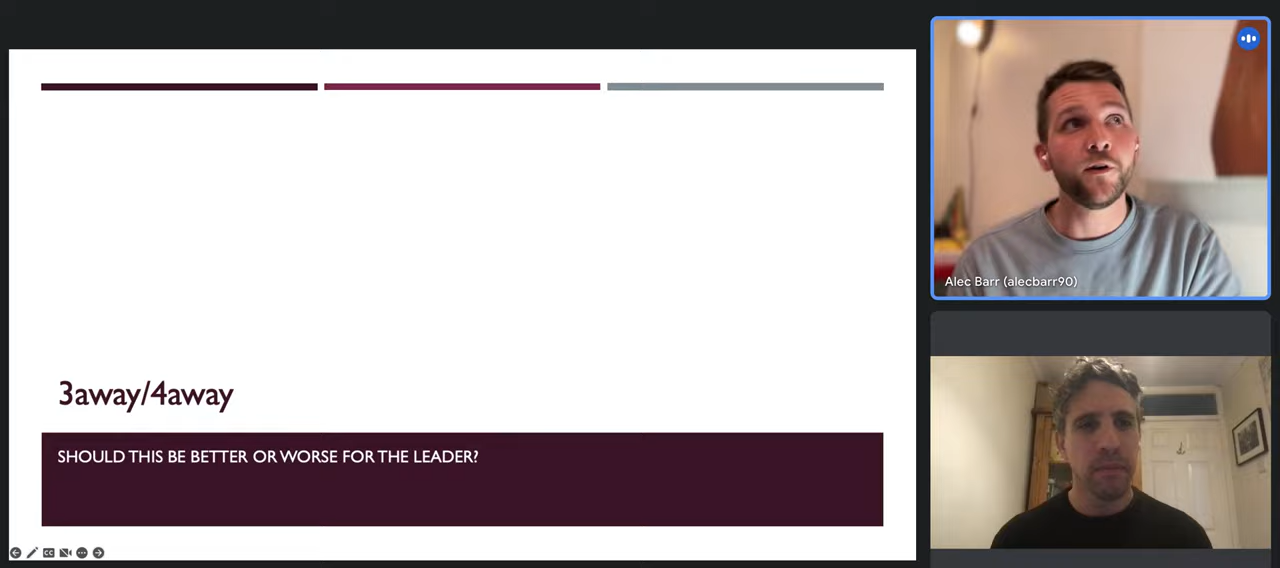 3away/4away
SHOULD THIS BE BETTER OR WORSE FOR THE LEADER?
Alec Barr (alecbarr90)